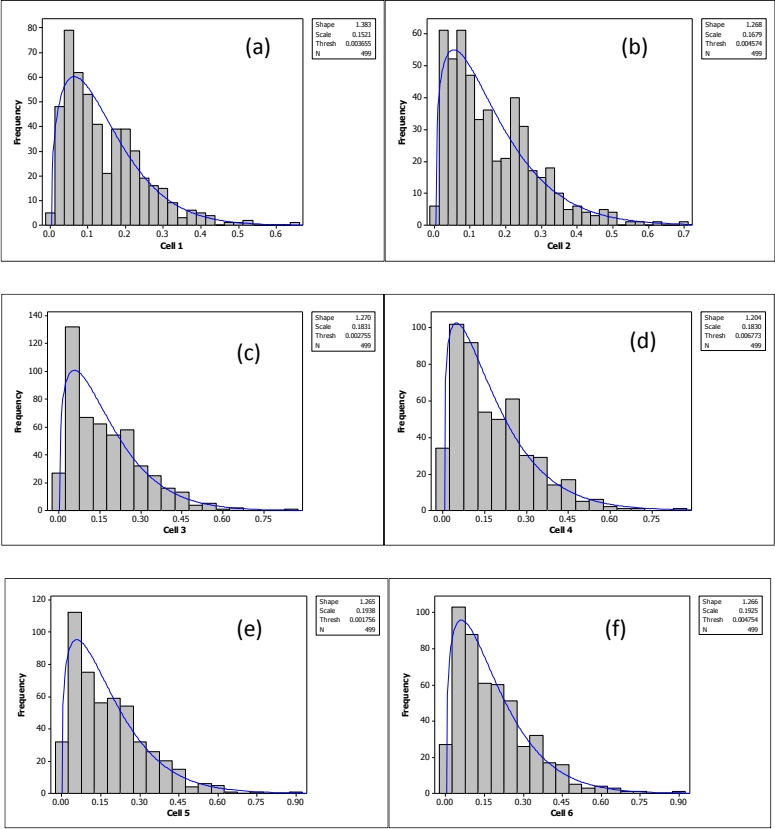 (a)
Shape 1.383
Scale 0.1521
Thresh 0.003655
N 499
Frequency
80
70
60
50
40
30
20
10
0
0.0 0.1 0.2 0.3 0.4 0.5 0.6
Cell 1
(b)
Shape 1.268
Scale 0.1679
Thresh 0.004574
N 499
Frequency
60
50
40
30
20
10
0
0.0 0.1 0.2 0.3 0.4 0.5 0.6 0.7
Cell 2
(c)
Shape 1.270
Scale 0.1831
Thresh 0.002755
N 499
Frequency
140
120
100
80
60
40
20
0
0.00 0.15 0.30 0.45 0.60 0.75
Cell 3
(d)
Shape 1.204
Scale 0.1830
Thresh 0.006773
N 499
Frequency
100
80
60
40
20
0
0.00 0.15 0.30 0.45 0.60 0.75
Cell 4
(e)
Shape 1.265
Scale 0.1938
Thresh 0.001756
N 499
Frequency
120
100
80
60
40
20
0
0.00 0.15 0.30 0.45 0.60 0.75 0.90
Cell 5
(f)
Shape 1.266
Scale 0.1925
Thresh 0.004754
N 499
Frequency
100
80
60
40
20
0
0.00 0.15 0.30 0.45 0.60 0.75 0.90
Cell 6